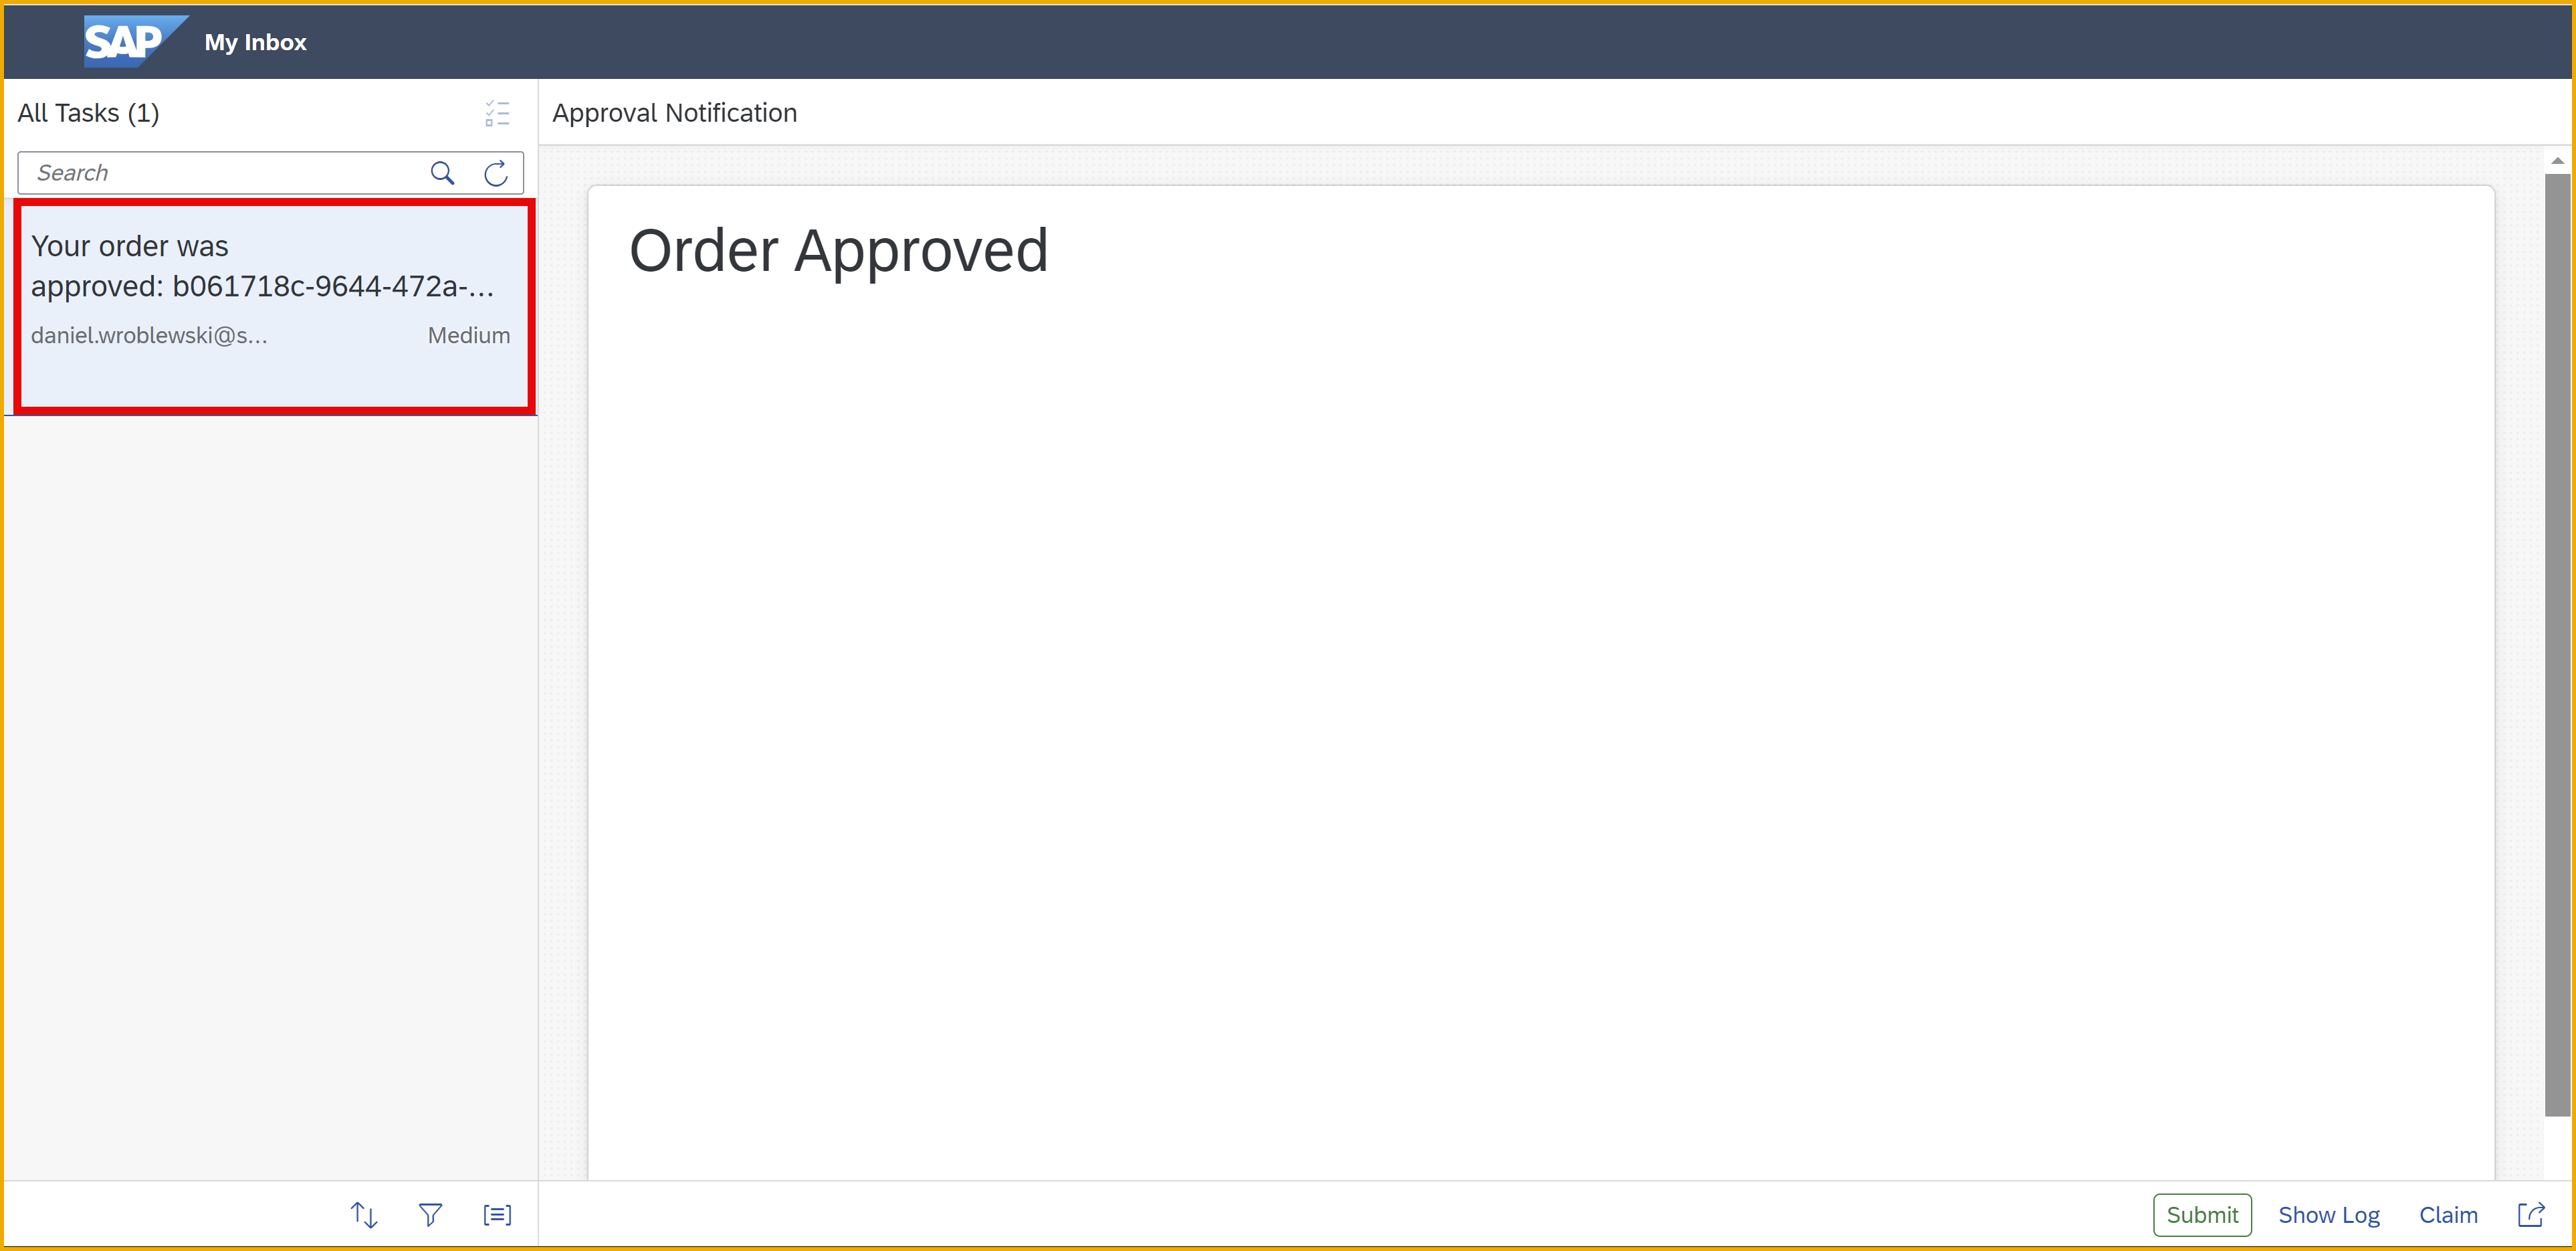 SAP My Inbox
All Tasks (1)
Search
Your order was
approved: b061718c-9644-472a-...
daniel.wroblewski@s... Medium
Approval Notification
Order Approved
Submit Show Log Claim